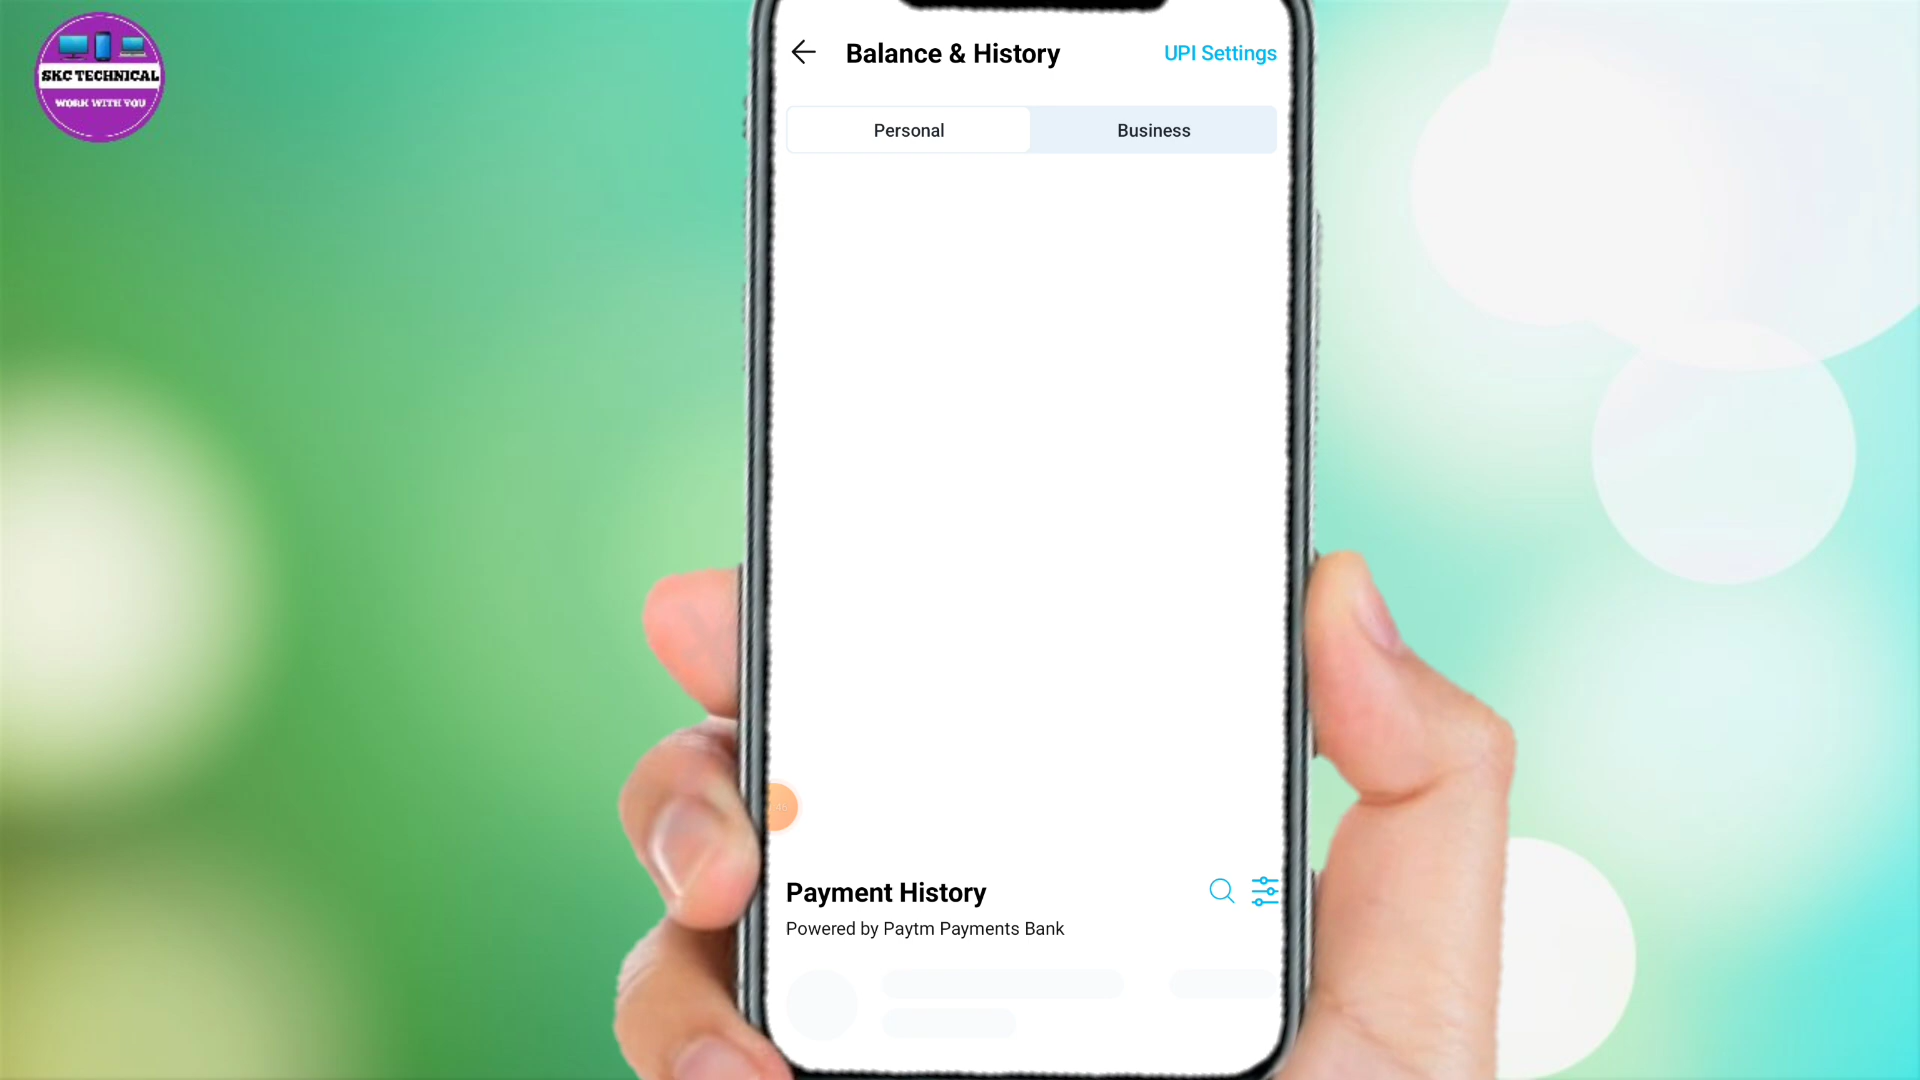 SKC TECHNICAL
WORK WITH YOU
Balance & History
UPI Settings
Personal
Business
Payment History
Powered by Paytm Payments Bank